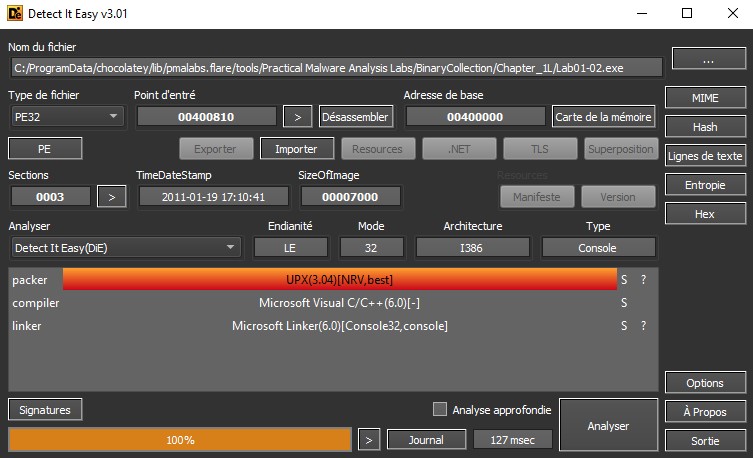 Detect It Easy v3.01
Nom du fichier
C:/ProgramData/chocolatey/lib/pmalabs.flare/tools/Practical Malware Analysis Labs/BinaryCollection/Chapter_1L/Lab01-02.exe
...
Type de fichier Point d'entré Adresse de base
PE32 00400810 > Désassembler 00400000 Carte de la mémoire MIME
PE Exporter Importer Resources .NET TLS Superposition Hash
Lignes de texte
Sections TimeDateStamp SizeOfImage Resources
0003 > 2011-01-19 17:10:41 00007000 Manifeste Version Entropie
Hex
Analyser Endianité Mode Architecture Type
Detect It Easy(DiE) LE 32 I386 Console
packer UPX(3.04)[NRV,best] S ?
compiler Microsoft Visual C/C++(6.0)[-] S
linker Microsoft Linker(6.0)[Console32,console] S ?
Options
Signatures Analyse approfondie Analyser À Propos
100% > Journal 127 msec Sortie